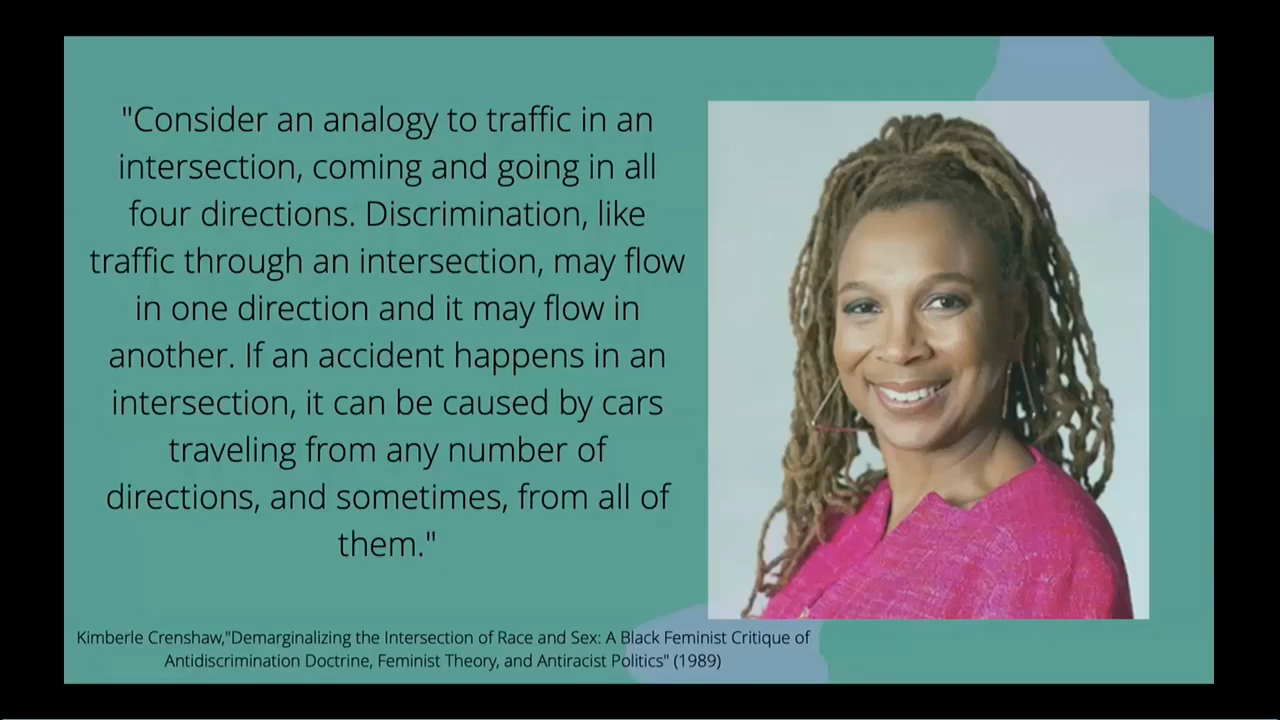 "Consider an analogy to traffic in an
intersection, coming and going in all
four directions. Discrimination, like
traffic through an intersection, may flow
in one direction and it may flow in
another. If an accident happens in an
intersection, it can be caused by cars
traveling from any number of
directions, and sometimes, from all of
them."
Kimberle Crenshaw,"Demarginalizing the Intersection of Race and Sex: A Black Feminist Critique of
Antidiscrimination Doctrine, Feminist Theory, and Antiracist Politics" (1989)